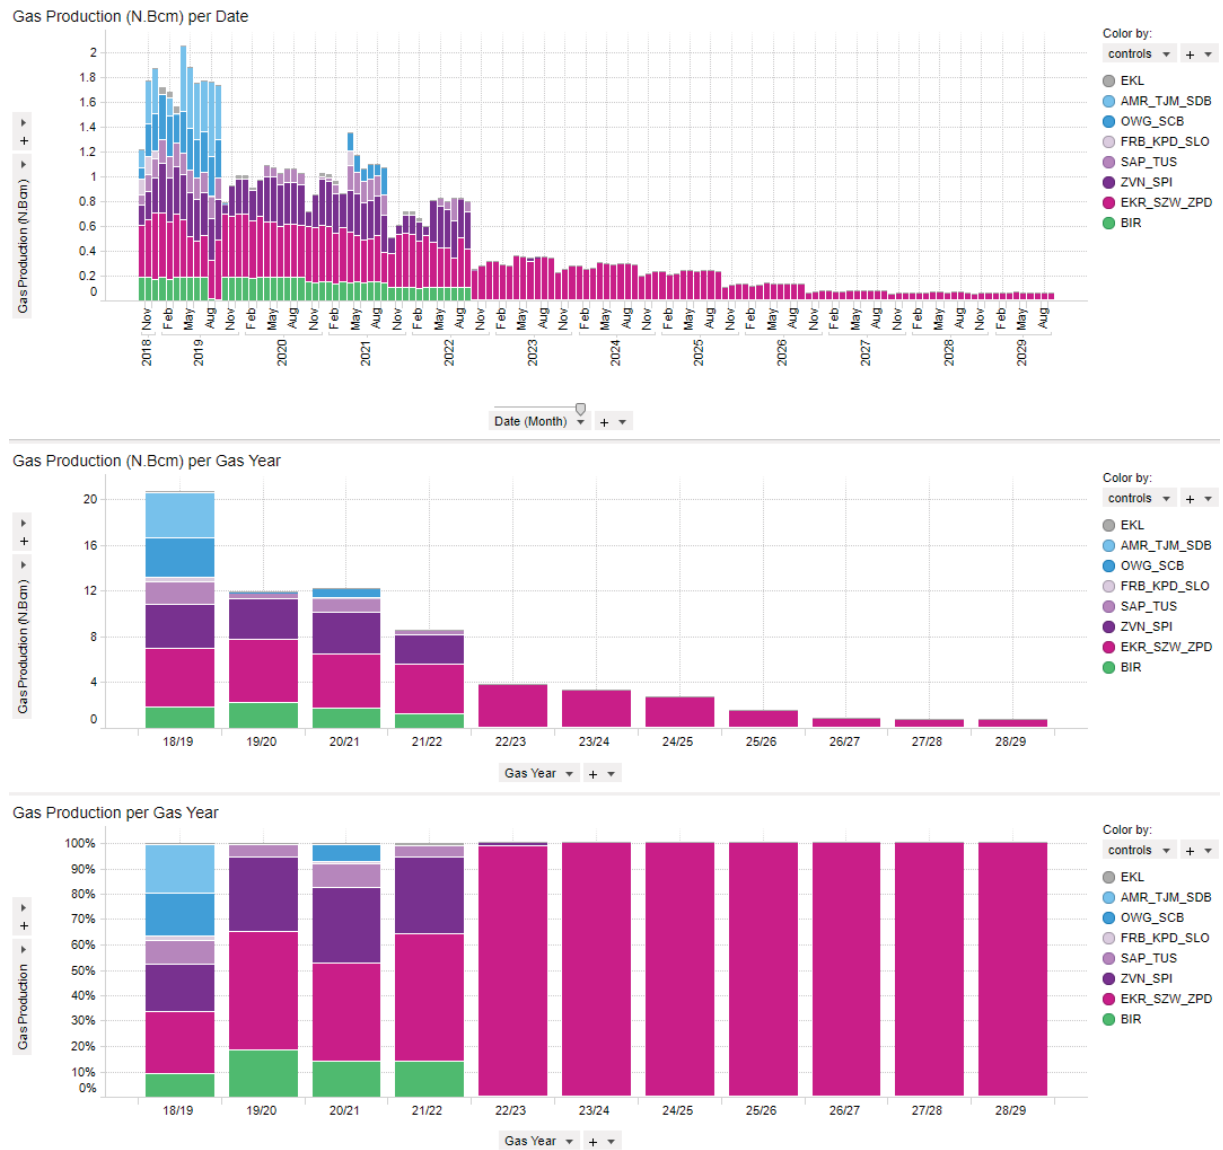 Gas Production (N.Bcm) per Date
Color by:
controls
+
EKL
AMR_TJM_SDB
OWG_SCB
FRB_KPD_SLO
SAP_TUS
ZVN_SPI
EKR_SZW_ZPD
BIR
+
Gas Production (N.Bcm)
2
1.8
1.6
1.4
1.2
1
0.8
0.6
0.4
0.2
0
Nov Feb May Aug Nov Feb May Aug Nov Feb May Aug Nov Feb May Aug Nov Feb May Aug Nov Feb May Aug Nov Feb May Aug Nov Feb May Aug Nov Feb May Aug Nov Feb May Aug Nov Feb May Aug
2018 2019 2020 2021 2022 2023 2024 2025 2026 2027 2028 2029
Date (Month) +
Gas Production (N.Bcm) per Gas Year
Color by:
controls
+
EKL
AMR_TJM_SDB
OWG_SCB
FRB_KPD_SLO
SAP_TUS
ZVN_SPI
EKR_SZW_ZPD
BIR
+
Gas Production (N.Bcm)
20
16
12
8
4
0
18/19 19/20 20/21 21/22 22/23 23/24 24/25 25/26 26/27 27/28 28/29
Gas Year +
Gas Production per Gas Year
Color by:
controls
+
EKL
AMR_TJM_SDB
OWG_SCB
FRB_KPD_SLO
SAP_TUS
ZVN_SPI
EKR_SZW_ZPD
BIR
+
Gas Production
100%
90%
80%
70%
60%
50%
40%
30%
20%
10%
0%
18/19 19/20 20/21 21/22 22/23 23/24 24/25 25/26 26/27 27/28 28/29
Gas Year +